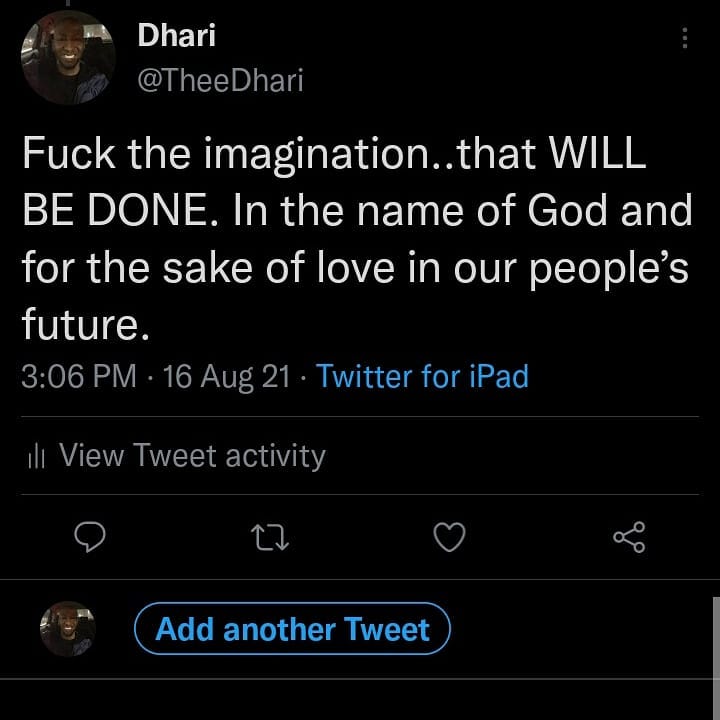 Dhari
@TheeDhari
Fuck the imagination..that WILL
BE DONE. In the name of God and
for the sake of love in our people’s
future.
3:06 PM · 16 Aug 21 · Twitter for iPad
View Tweet activity
Add another Tweet